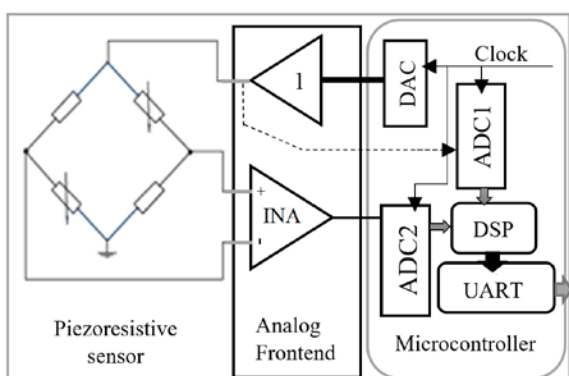 Clock
1
DAC
ADC1
+
INA
-
ADC2
DSP
UART
Piezoresistive
sensor
Analog
Frontend
Microcontroller